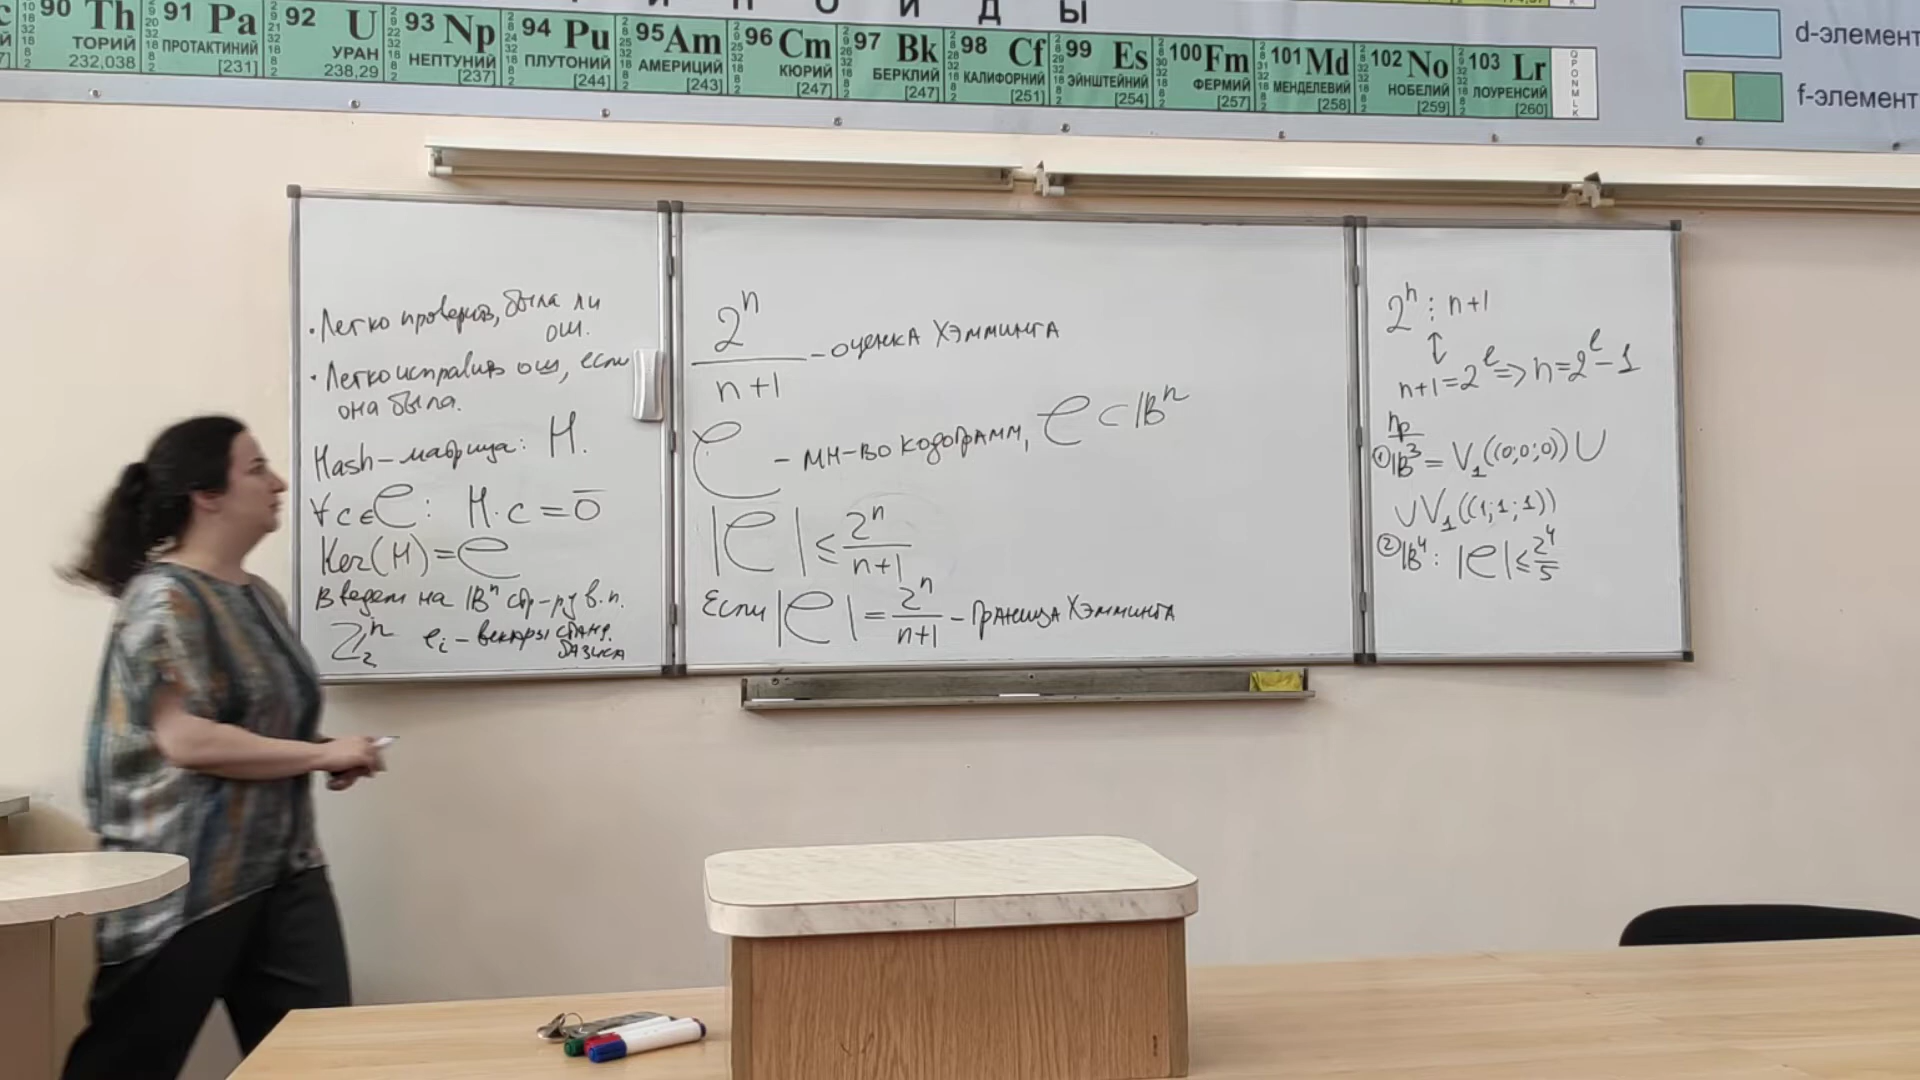 И Н О И Д Ы
90 Th ТОРИЙ 232,038
91 Pa ПРОТАКТИНИЙ [231]
92 U УРАН 238,29
93 Np НЕПТУНИЙ [237]
94 Pu ПЛУТОНИЙ [244]
95 Am АМЕРИЦИЙ [243]
96 Cm КЮРИЙ [247]
97 Bk БЕРКЛИЙ [247]
98 Cf КАЛИФОРНИЙ [251]
99 Es ЭЙНШТЕЙНИЙ [254]
100 Fm ФЕРМИЙ [257]
101 Md МЕНДЕЛЕВИЙ [258]
102 No НОБЕЛИЙ [259]
103 Lr ЛОУРЕНСИЙ [260]
Q P O N M L K
d-элемент
f-элемент
· Легко проверить, была ли
ош.
· Легко исправить ош, если
она была.
Hash-матрица: H.
∀c∈C: H·c=0̄
Ker(H)=C
Введем на 𝔹ⁿ стр-ру в.п.
ℤ₂ⁿ eᵢ – векторы станд.
базиса
2ⁿ/(n+1) – оценка Хэмминга
C – мн-во кодограмм, C⊂𝔹ⁿ
|C| ≤ 2ⁿ/(n+1)
Если |C| = 2ⁿ/(n+1) – граница Хэмминга
2ⁿ ⋮ n+1
↕
n+1=2ˡ => n=2ˡ-1
Пр
① 𝔹³ = V₁((0;0;0)) ∪
∪V₁((1;1;1))
② 𝔹⁴: |C| ≤ 2⁴/5